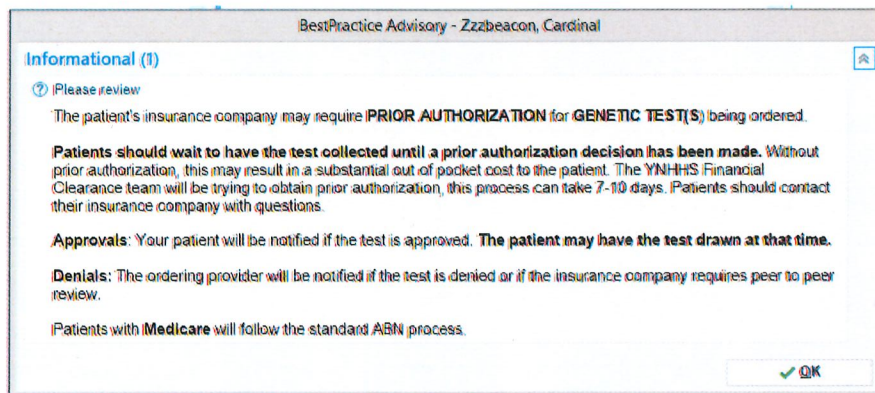 BestPractice Advisory - Zzzbeacon, Cardinal
Informational (1)
Please review
The patient's insurance company may require PRIOR AUTHORIZATION for GENETIC TEST(S) being ordered.
Patients should wait to have the test collected until a prior authorization decision has been made. Without
prior authorization, this may result in a substantial out of pocket cost to the patient. The YNHHS Financial
Clearance team will be trying to obtain prior authorization, this process can take 7-10 days. Patients should contact
their insurance company with questions.
Approvals: Your patient will be notified if the test is approved. The patient may have the test drawn at that time.
Denials: The ordering provider will be notified if the test is denied or if the insurance company requires peer to peer
review.
Patients with Medicare will follow the standard ABN process.
OK